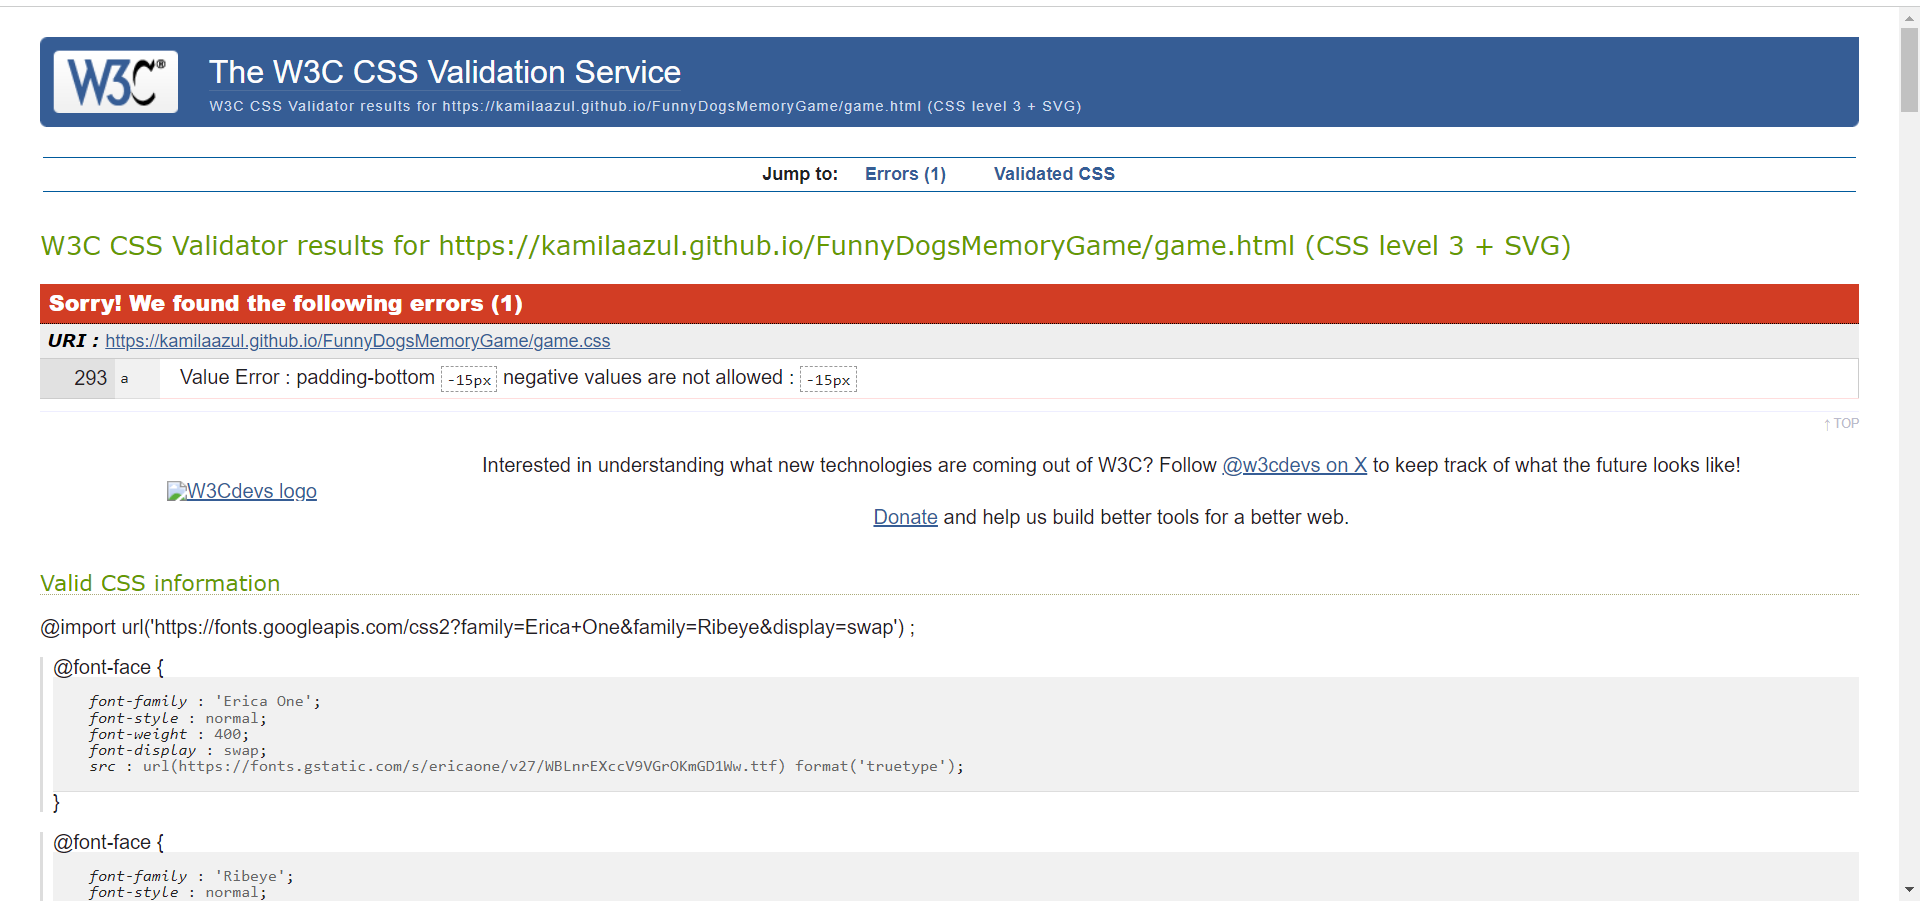 W3C®
The W3C CSS Validation Service
W3C CSS Validator results for https://kamilaazul.github.io/FunnyDogsMemoryGame/game.html (CSS level 3 + SVG)
Jump to: Errors (1) Validated CSS
W3C CSS Validator results for https://kamilaazul.github.io/FunnyDogsMemoryGame/game.html (CSS level 3 + SVG)
Sorry! We found the following errors (1)
URI : https://kamilaazul.github.io/FunnyDogsMemoryGame/game.css
293 a Value Error : padding-bottom -15px negative values are not allowed : -15px
↑ TOP
Interested in understanding what new technologies are coming out of W3C? Follow @w3cdevs on X to keep track of what the future looks like!
W3Cdevs logo
Donate and help us build better tools for a better web.
Valid CSS information
@import url('https://fonts.googleapis.com/css2?family=Erica+One&family=Ribeye&display=swap') ;
@font-face {
font-family : 'Erica One';
font-style : normal;
font-weight : 400;
font-display : swap;
src : url(https://fonts.gstatic.com/s/ericaone/v27/WBLnrEXccV9VGrOKmGD1Ww.ttf) format('truetype');
}
@font-face {
font-family : 'Ribeye';
font-style : normal;